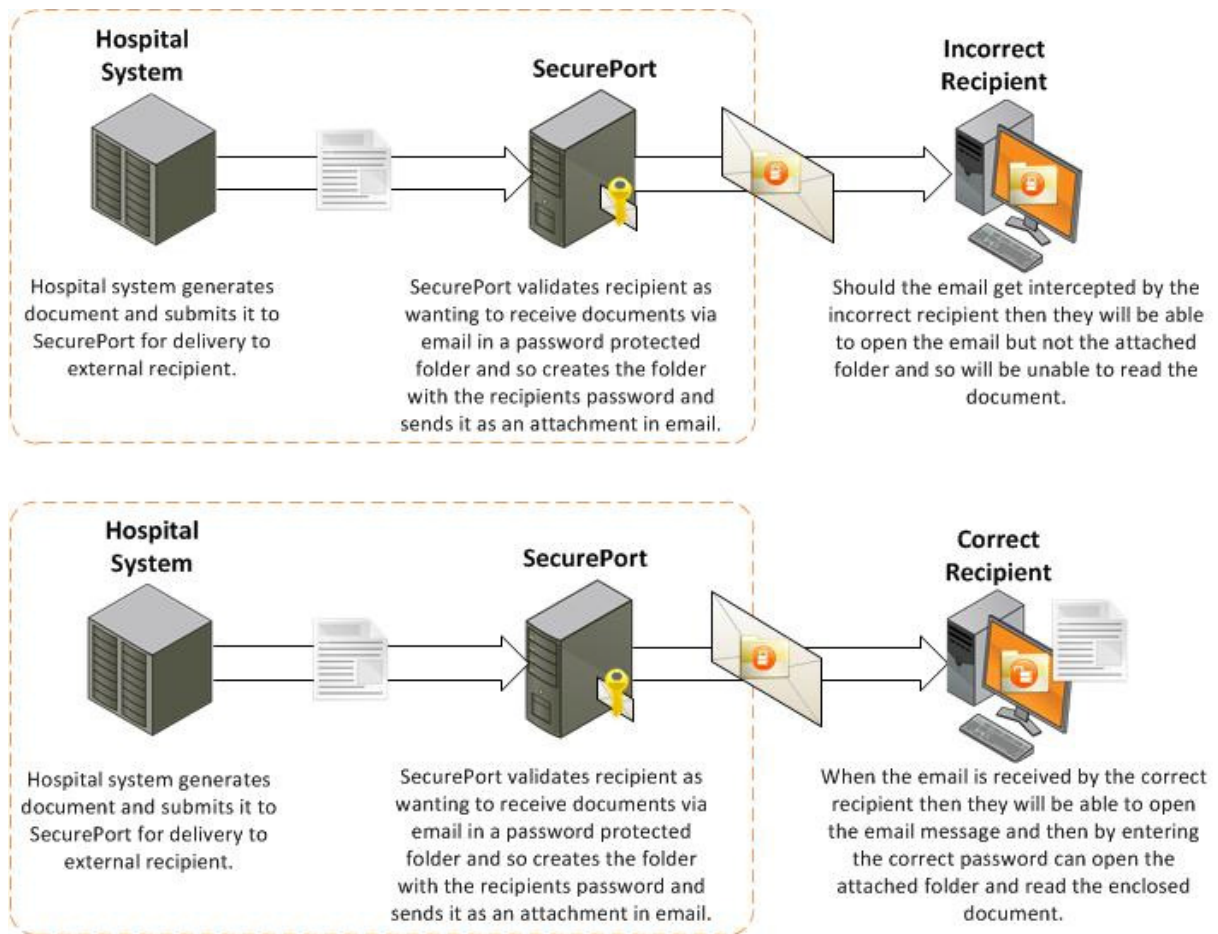 Hospital
System
SecurePort
Incorrect
Recipient
Hospital system generates
document and submits it to
SecurePort for delivery to
external recipient.
SecurePort validates recipient as
wanting to receive documents via
email in a password protected
folder and so creates the folder
with the recipients password and
sends it as an attachment in email.
Should the email get intercepted by the
incorrect recipient then they will be able
to open the email but not the attached
folder and so will be unable to read the
document.
Hospital
System
SecurePort
Correct
Recipient
Hospital system generates
document and submits it to
SecurePort for delivery to
external recipient.
SecurePort validates recipient as
wanting to receive documents via
email in a password protected
folder and so creates the folder
with the recipients password and
sends it as an attachment in email.
When the email is received by the correct
recipient then they will be able to open
the email message and then by entering
the correct password can open the
attached folder and read the enclosed
document.